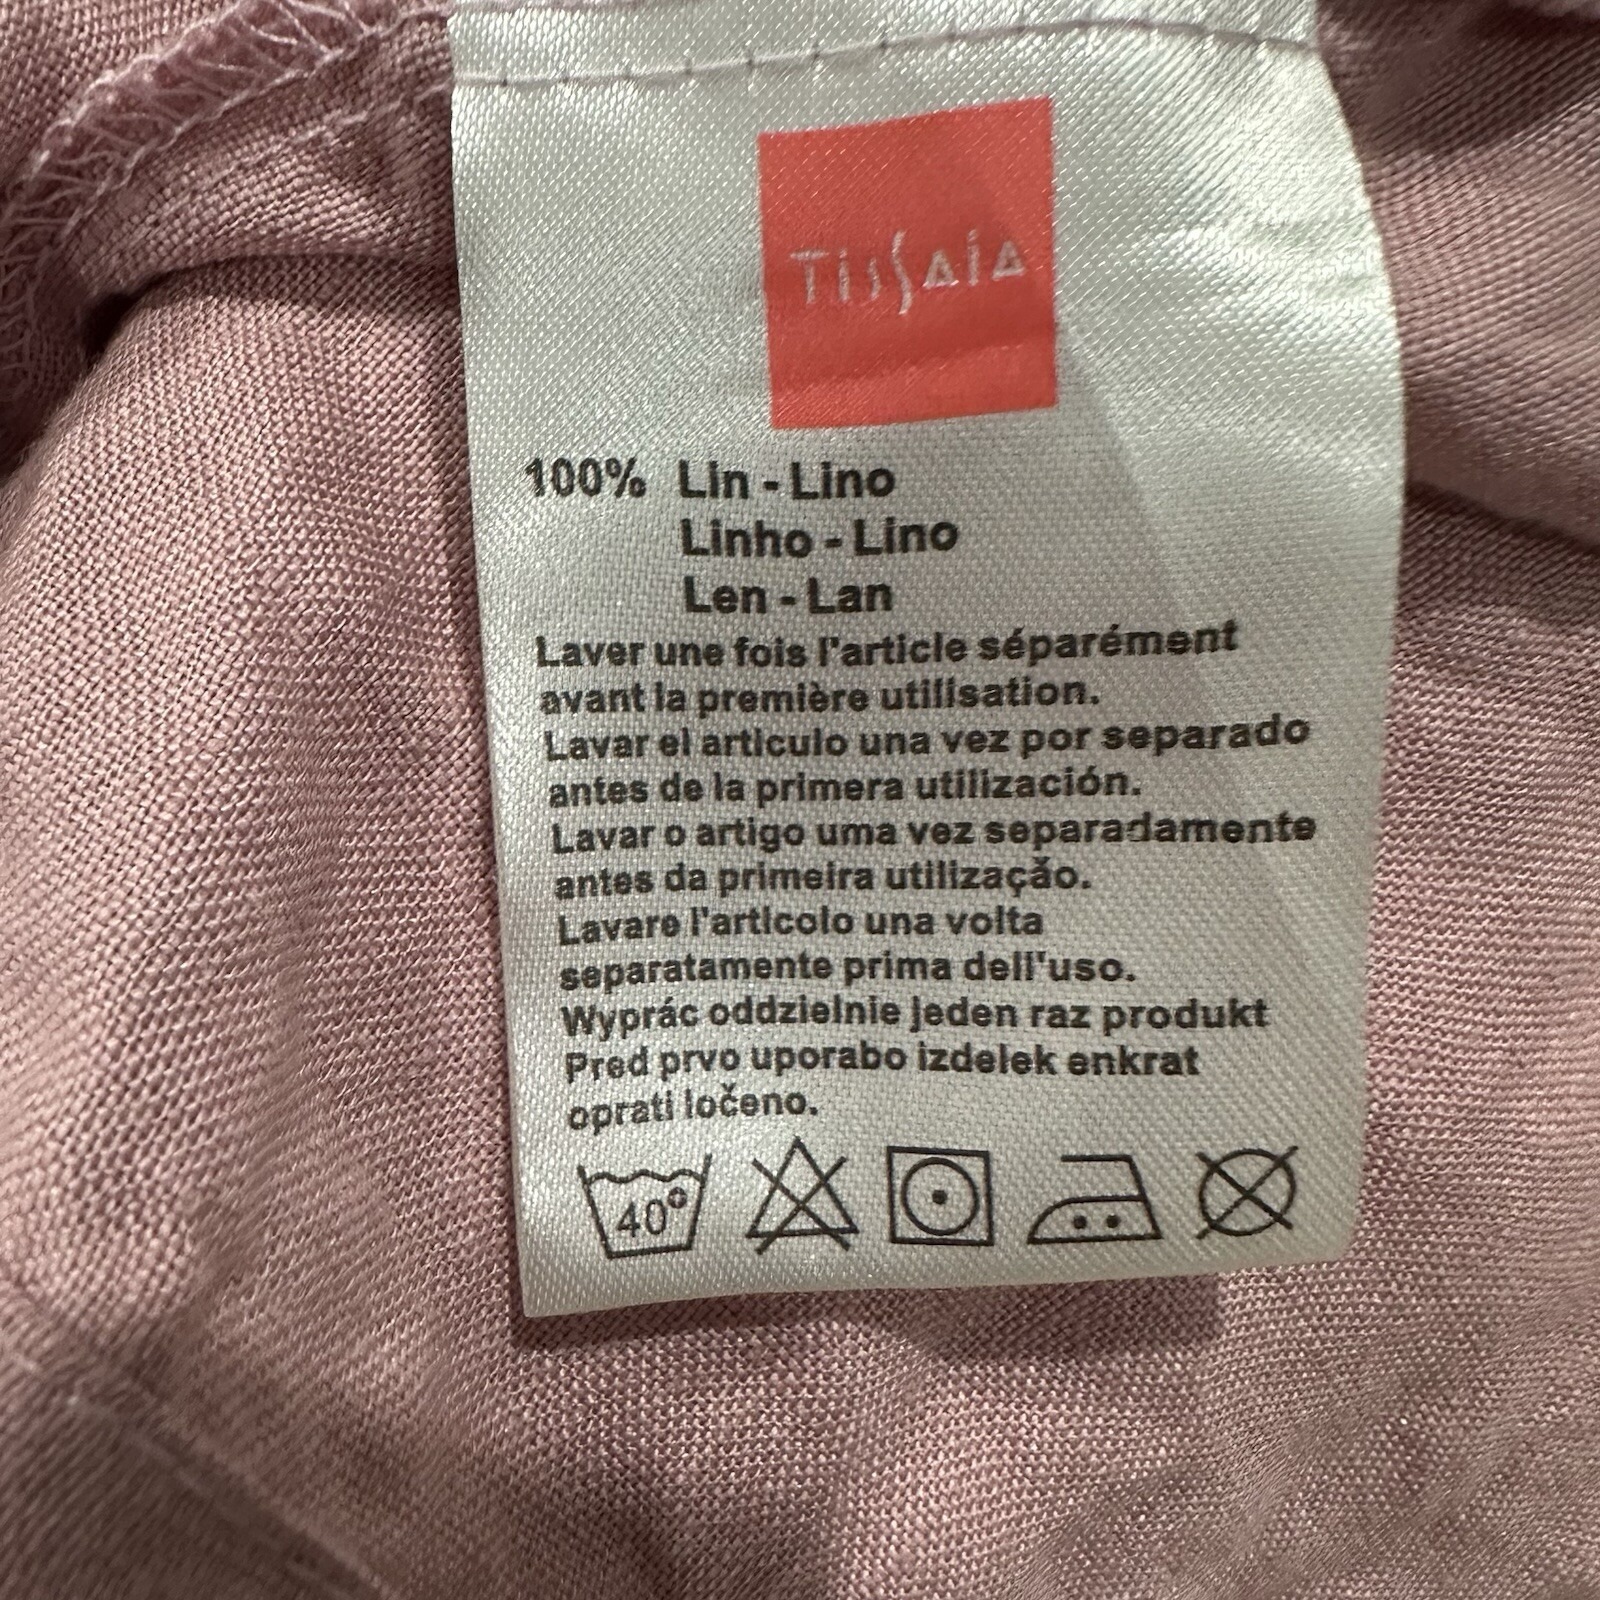 Tissaia
100% Lin - Lino
Linho - Lino
Len - Lan
Laver une fois l'article séparément
avant la première utilisation.
Lavar el articulo una vez por separado
antes de la primera utilización.
Lavar o artigo uma vez separadamente
antes da primeira utilizaçăo.
Lavare l'articolo una volta
separatamente prima dell'uso.
Wyprác oddzielnie jeden raz produkt
Pred prvo uporabo izdelek enkrat
oprati ločeno.
40°